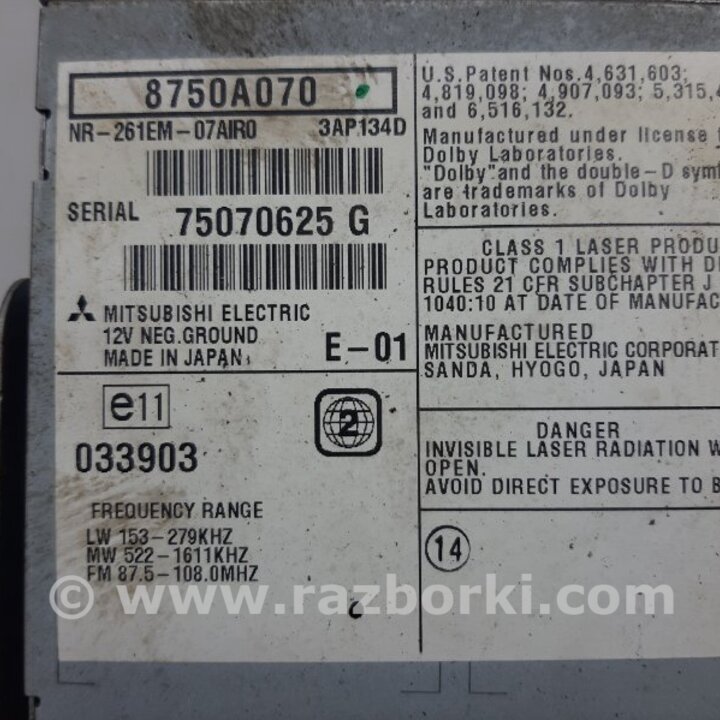 8750A070
NR-261EM-07AIR0 3AP134D
SERIAL 75070625 G
MITSUBISHI ELECTRIC
12V NEG.GROUND
MADE IN JAPAN
E-01
e11
2
033903
FREQUENCY RANGE
LW 153-279KHZ
MW 522-1611KHZ
FM 87.5-108.0MHZ
U.S.Patent Nos.4,631,603;
4,819,098; 4,907,093; 5,315,4
and 6,516,132.
Manufactured under license
Dolby Laboratories.
"Dolby"and the double-D sym
are trademarks of Dolby
Laboratories.
CLASS 1 LASER PRODU
PRODUCT COMPLIES WITH D
RULES 21 CFR SUBCHAPTER J
1040:10 AT DATE OF MANUFAC
MANUFACTURED
MITSUBISHI ELECTRIC CORPORAT
SANDA, HYOGO, JAPAN
DANGER
INVISIBLE LASER RADIATION W
OPEN.
AVOID DIRECT EXPOSURE TO B
14
© www.razborki.com